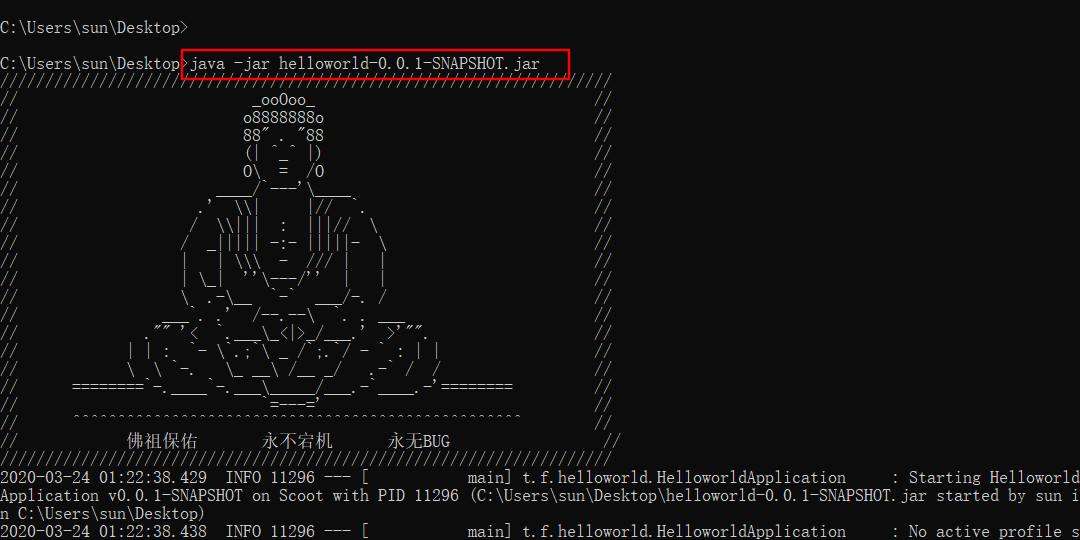 C:\Users\sun\Desktop>
C:\Users\sun\Desktop>java -jar helloworld-0.0.1-SNAPSHOT.jar
////////////////////////////////////////////////////////////////////
//                          _ooOoo_                               //
//                         o8888888o                              //
//                         88" . "88                              //
//                         (| ^_^ |)                              //
//                         O\  =  /O                              //
//                      ____/`---'\____                           //
//                    .'  \\|     |//  `.                         //
//                   /  \\|||  :  |||//  \                        //
//                  /  _||||| -:- |||||-  \                       //
//                  |   | \\\  -  /// |   |                       //
//                  | \_|  ''\---/''  |   |                       //
//                  \  .-\__  `-`  ___/-. /                       //
//                ___`. .'  /--.--\  `. . ___                     //
//              ."" '<  `.___\_<|>_/___.'  >'"".                  //
//            | | :  `- \`.;`\ _ /`;.`/ - ` : | |                 //
//            \  \ `-.   \_ __\ /__ _/   .-` /  /                 //
//      ========`-.____`-.___\_____/___.-`____.-'========         //
//                           `=---='                              //
//      ^^^^^^^^^^^^^^^^^^^^^^^^^^^^^^^^^^^^^^^^^^^^^^^^^^        //
//            佛祖保佑       永不宕机      永无BUG                 //
////////////////////////////////////////////////////////////////////
2020-03-24 01:22:38.429  INFO 11296 --- [           main] t.f.helloworld.HelloworldApplication     : Starting Helloworld
Application v0.0.1-SNAPSHOT on Scoot with PID 11296 (C:\Users\sun\Desktop\helloworld-0.0.1-SNAPSHOT.jar started by sun i
n C:\Users\sun\Desktop)
2020-03-24 01:22:38.438  INFO 11296 --- [           main] t.f.helloworld.HelloworldApplication     : No active profile s